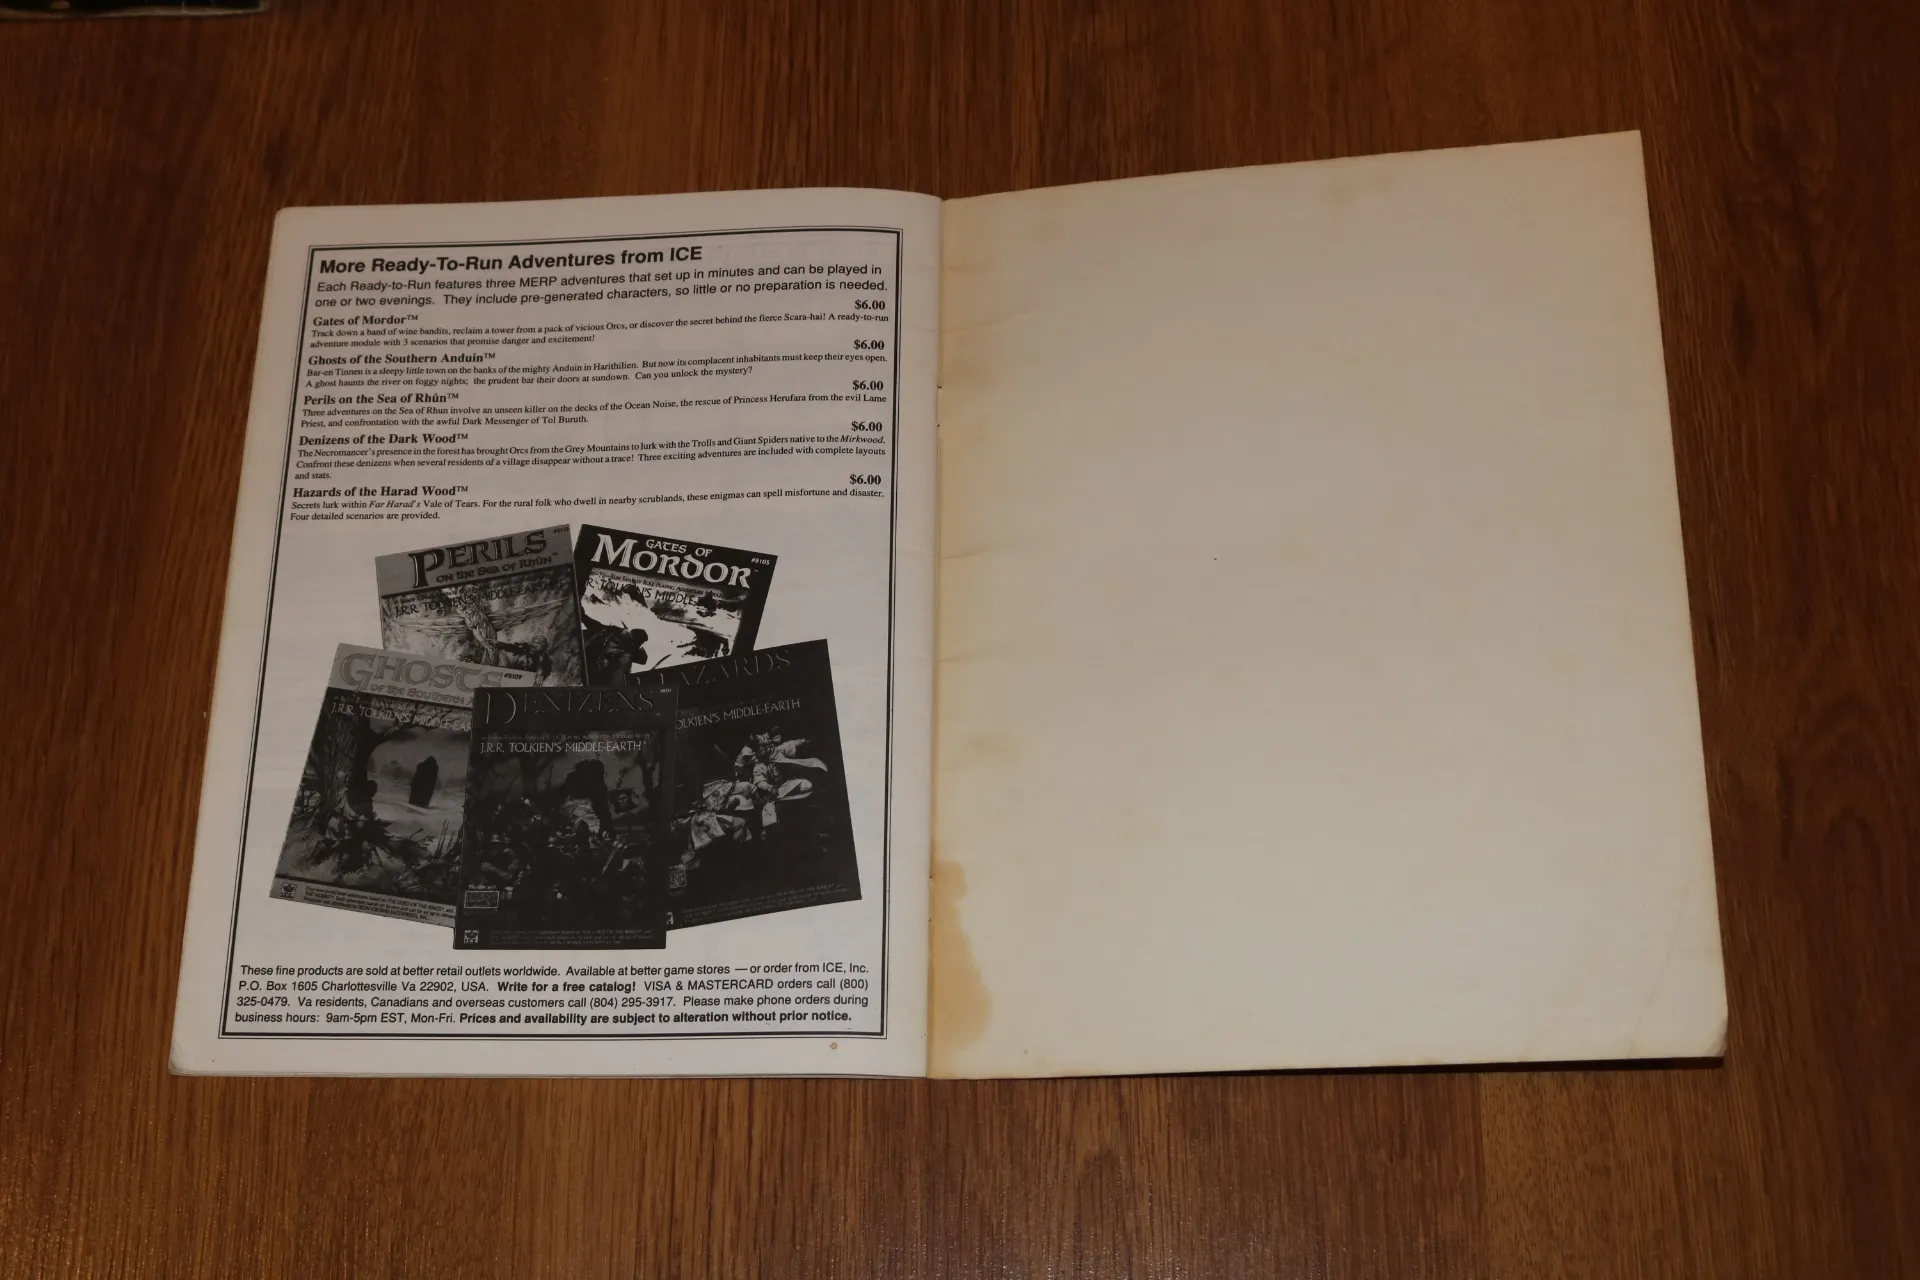 More Ready-To-Run Adventures from ICE
Each Ready-to-Run features three MERP adventures that set up in minutes and can be played in
one or two evenings. They include pre-generated characters, so little or no preparation is needed.
Gates of Mordor™ $6.00
Track down a band of wine bandits, reclaim a tower from a pack of vicious Orcs, or discover the secret behind the fierce Scara-hai! A ready-to-run
adventure module with 3 scenarios that promise danger and excitement!
Ghosts of the Southern Anduin™ $6.00
Bar-en Tinnen is a sleepy little town on the banks of the mighty Anduin in Harithilien. But now its complacent inhabitants must keep their eyes open.
A ghost haunts the river on foggy nights; the prudent bar their doors at sundown. Can you unlock the mystery?
Perils on the Sea of Rhûn™ $6.00
Three adventures on the Sea of Rhun involve an unseen killer on the decks of the Ocean Noise, the rescue of Princess Herufara from the evil Lame
Priest, and confrontation with the awful Dark Messenger of Tol Buruth.
Denizens of the Dark Wood™ $6.00
The Necromancer's presence in the forest has brought Orcs from the Grey Mountains to lurk with the Trolls and Giant Spiders native to the Mirkwood.
Confront these denizens when several residents of a village disappear without a trace! Three exciting adventures are included with complete layouts
and stats.
Hazards of the Harad Wood™ $6.00
Secrets lurk within Far Harad's Vale of Tears. For the rural folk who dwell in nearby scrublands, these enigmas can spell misfortune and disaster.
Four detailed scenarios are provided.
PERILS
ON THE SEA OF RHÛN™
J.R.R. TOLKIEN'S MIDDLE-EARTH
GATES OF
MORDOR™
#8105
TOLKIEN'S MIDDLE
GHOSTS
OF THE SOUTHERN
#8109
J.R.R. TOLKIEN'S MIDDLE-EAR
DENIZENS
J.R.R. TOLKIEN'S MIDDLE-EARTH
AZARDS
OLKIEN'S MIDDLE-EARTH
These fine products are sold at better retail outlets worldwide. Available at better game stores — or order from ICE, Inc.
P.O. Box 1605 Charlottesville Va 22902, USA. Write for a free catalog! VISA & MASTERCARD orders call (800)
325-0479. Va residents, Canadians and overseas customers call (804) 295-3917. Please make phone orders during
business hours: 9am-5pm EST, Mon-Fri. Prices and availability are subject to alteration without prior notice.